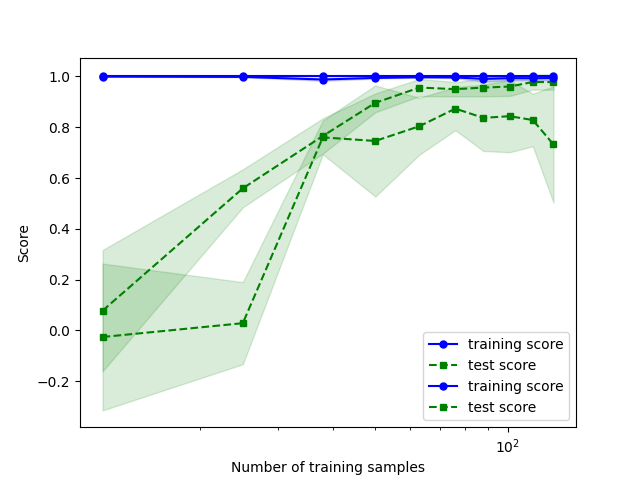 1.0
0.8
0.6
0.4
0.2
0.0
−0.2
Score
training score
test score
training score
test score
10²
Number of training samples